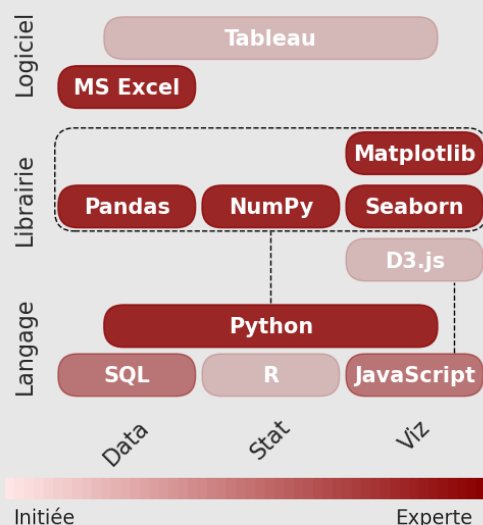 Logiciel
Tableau
MS Excel
Librairie
Matplotlib
Pandas NumPy Seaborn
D3.js
Langage
Python
SQL R JavaScript
Data Stat Viz
Initiée Experte